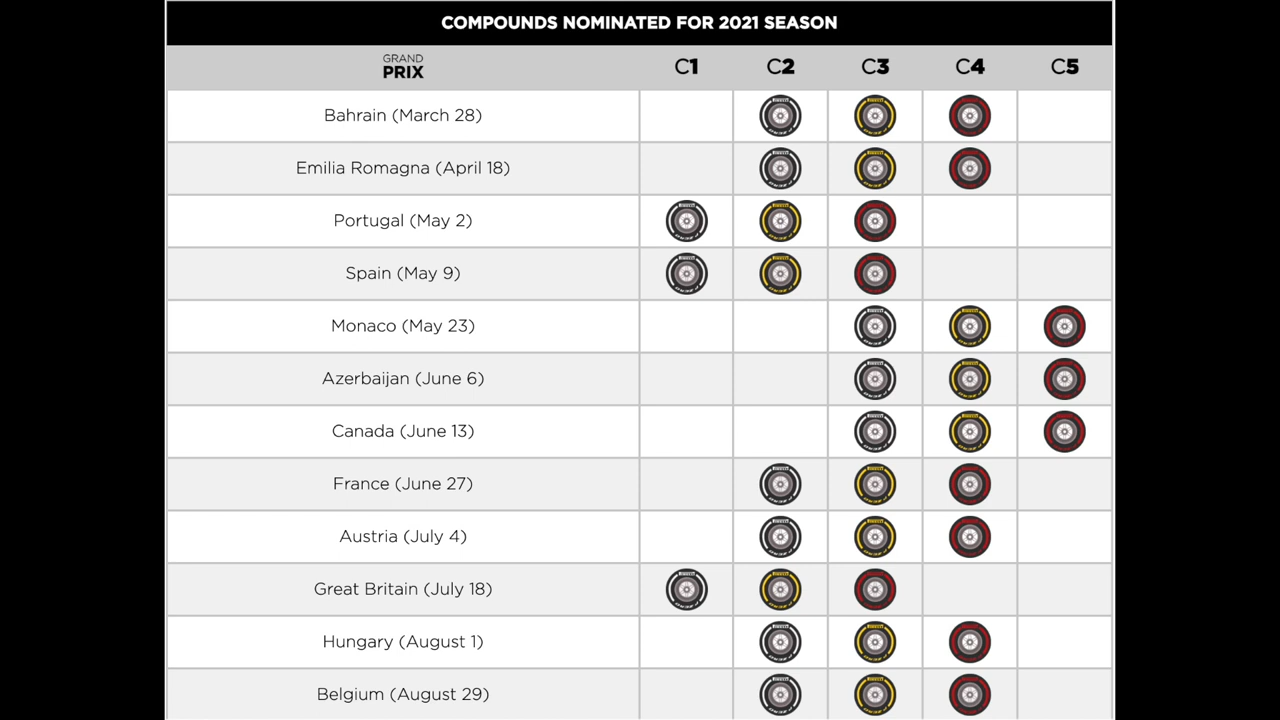 COMPOUNDS NOMINATED FOR 2021 SEASON
GRAND PRIX C1 C2 C3 C4 C5
Bahrain (March 28)
Emilia Romagna (April 18)
Portugal (May 2)
Spain (May 9)
Monaco (May 23)
Azerbaijan (June 6)
Canada (June 13)
France (June 27)
Austria (July 4)
Great Britain (July 18)
Hungary (August 1)
Belgium (August 29)